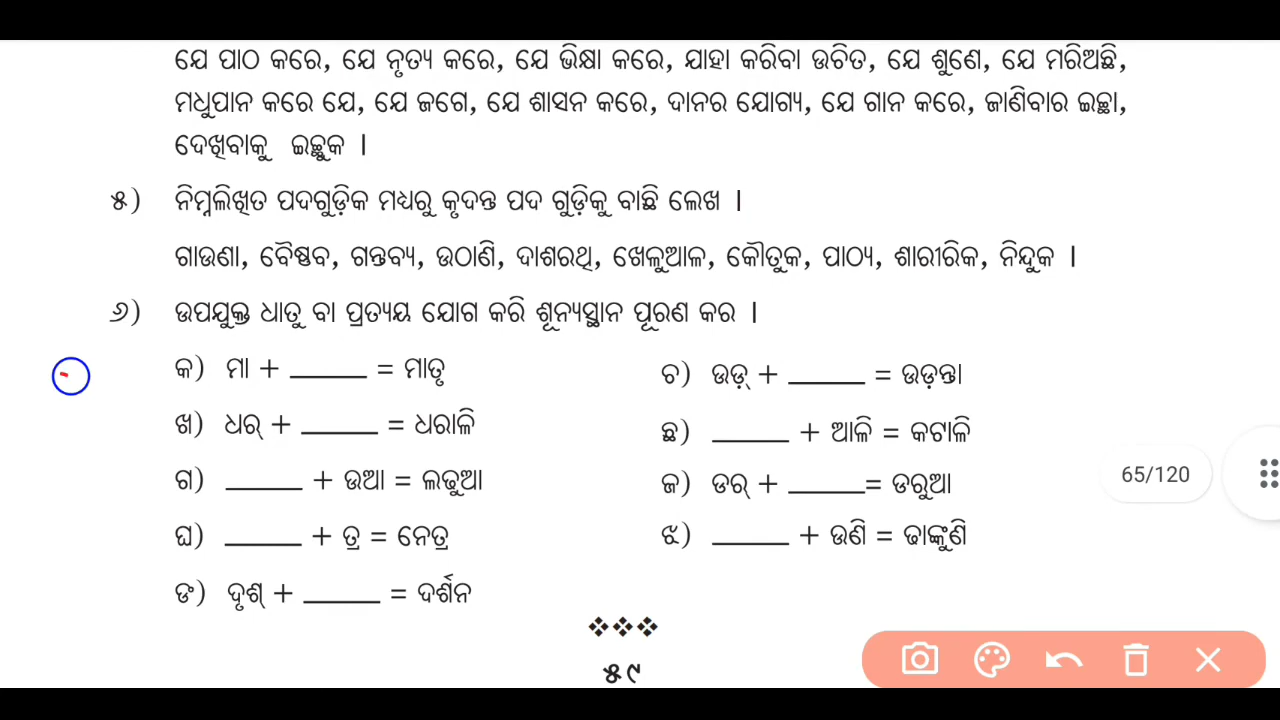 ଯେ ପାଠ କରେ, ଯେ ନୃତ୍ୟ କରେ, ଯେ ଭିକ୍ଷା କରେ, ଯାହା କରିବା ଉଚିତ, ଯେ ଶୁଣେ, ଯେ ମରିଅଛି,
ମଧୁପାନ କରେ ଯେ, ଯେ ଜଗେ, ଯେ ଶାସନ କରେ, ଦାନର ଯୋଗ୍ୟ, ଯେ ଗାନ କରେ, ଜାଣିବାର ଇଚ୍ଛା,
ଦେଖିବାକୁ ଇଚ୍ଛୁକ ।
୫) ନିମ୍ନଲିଖିତ ପଦଗୁଡ଼ିକ ମଧ୍ୟରୁ କୃଦନ୍ତ ପଦ ଗୁଡ଼ିକୁ ବାଛି ଲେଖ ।
ଗାଉଣା, ବୈଷ୍ଣବ, ଗନ୍ତବ୍ୟ, ଉଠାଣି, ଦାଶରଥି, ଖେଳୁଆଳ, କୌତୁକ, ପାଠ୍ୟ, ଶାରୀରିକ, ନିନ୍ଦୁକ ।
୬) ଉପଯୁକ୍ତ ଧାତୁ ବା ପ୍ରତ୍ୟୟ ଯୋଗ କରି ଶୂନ୍ୟସ୍ଥାନ ପୂରଣ କର ।
କ) ମା + ______ = ମାତୃ
ଖ) ଧର୍ + ______ = ଧରାଳି
ଗ) ______ + ଉଆ = ଲଢୁଆ
ଘ) ______ + ତ୍ର = ନେତ୍ର
ଙ) ଦୃଶ୍ + ______ = ଦର୍ଶନ
ଚ) ଉଡ଼୍ + ______ = ଉଡ଼ନ୍ତା
ଛ) ______ + ଆଳି = କଟାଳି
ଜ) ଡର୍ + ______= ଡରୁଆ
ଝ) ______ + ଉଣି = ଢାଙ୍କୁଣି
65/120
୫୯